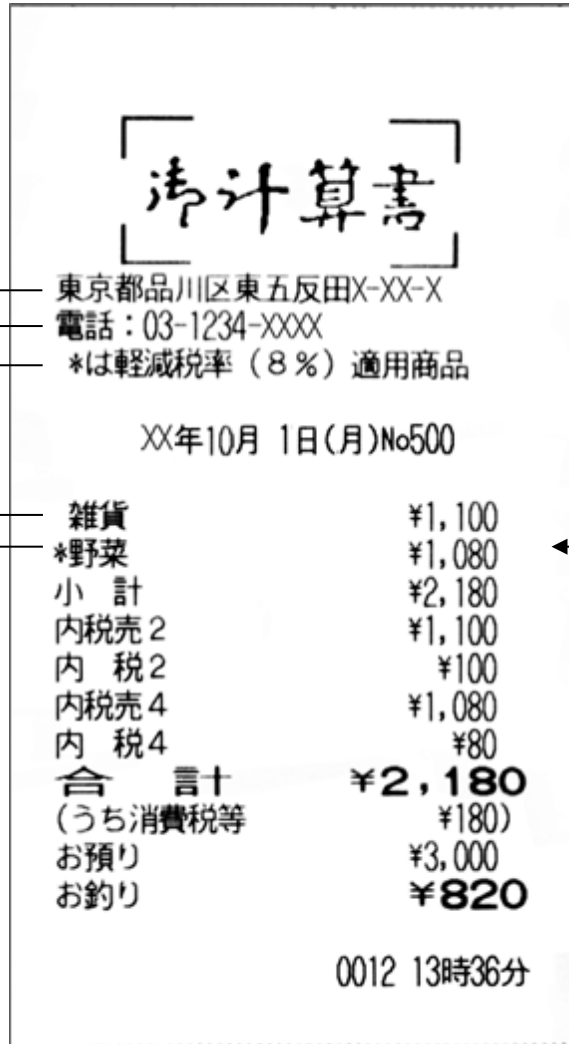 御計算書
東京都品川区東五反田X-XX-X
電話：03-1234-XXXX
*は軽減税率（８％）適用商品
XX年10月 1日(月)No500
雑貨 ¥1,100
*野菜 ¥1,080
小　計 ¥2,180
内税売２ ¥1,100
内　税２ ¥100
内税売４ ¥1,080
内　税４ ¥80
合　計 ¥2,180
(うち消費税等 ¥180)
お預り ¥3,000
お釣り ¥820
0012 13時36分